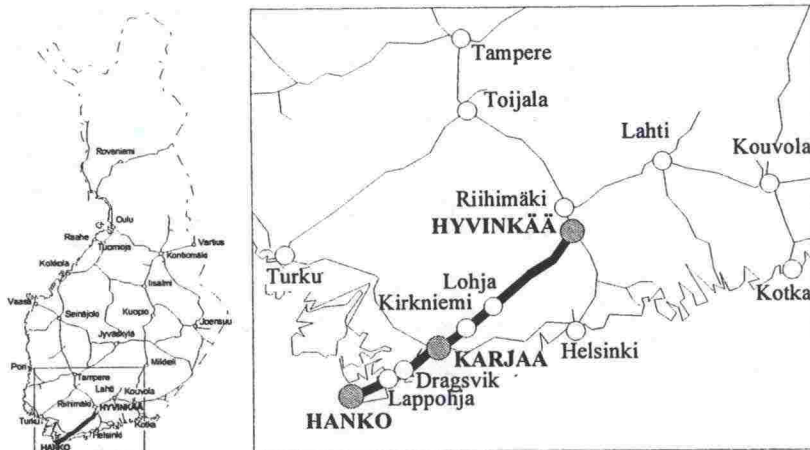 Rovaniemi
Oulu
Raahe
Tuomioja
Vartius
Kontiomäki
Kokkola
Iisalmi
Vaasa
Seinäjoki
Kuopio
Joensuu
Jyväskylä
Pori
Mikkeli
Tampere
Lahti
Kouvola
Riihimäki
HYVINKÄÄ
Turku
Helsinki
Kotka
HANKO
Tampere
Toijala
Lahti
Kouvola
Riihimäki
HYVINKÄÄ
Turku
Lohja
Kirkniemi
Kotka
Helsinki
KARJAA
Dragsvik
Lappohja
HANKO